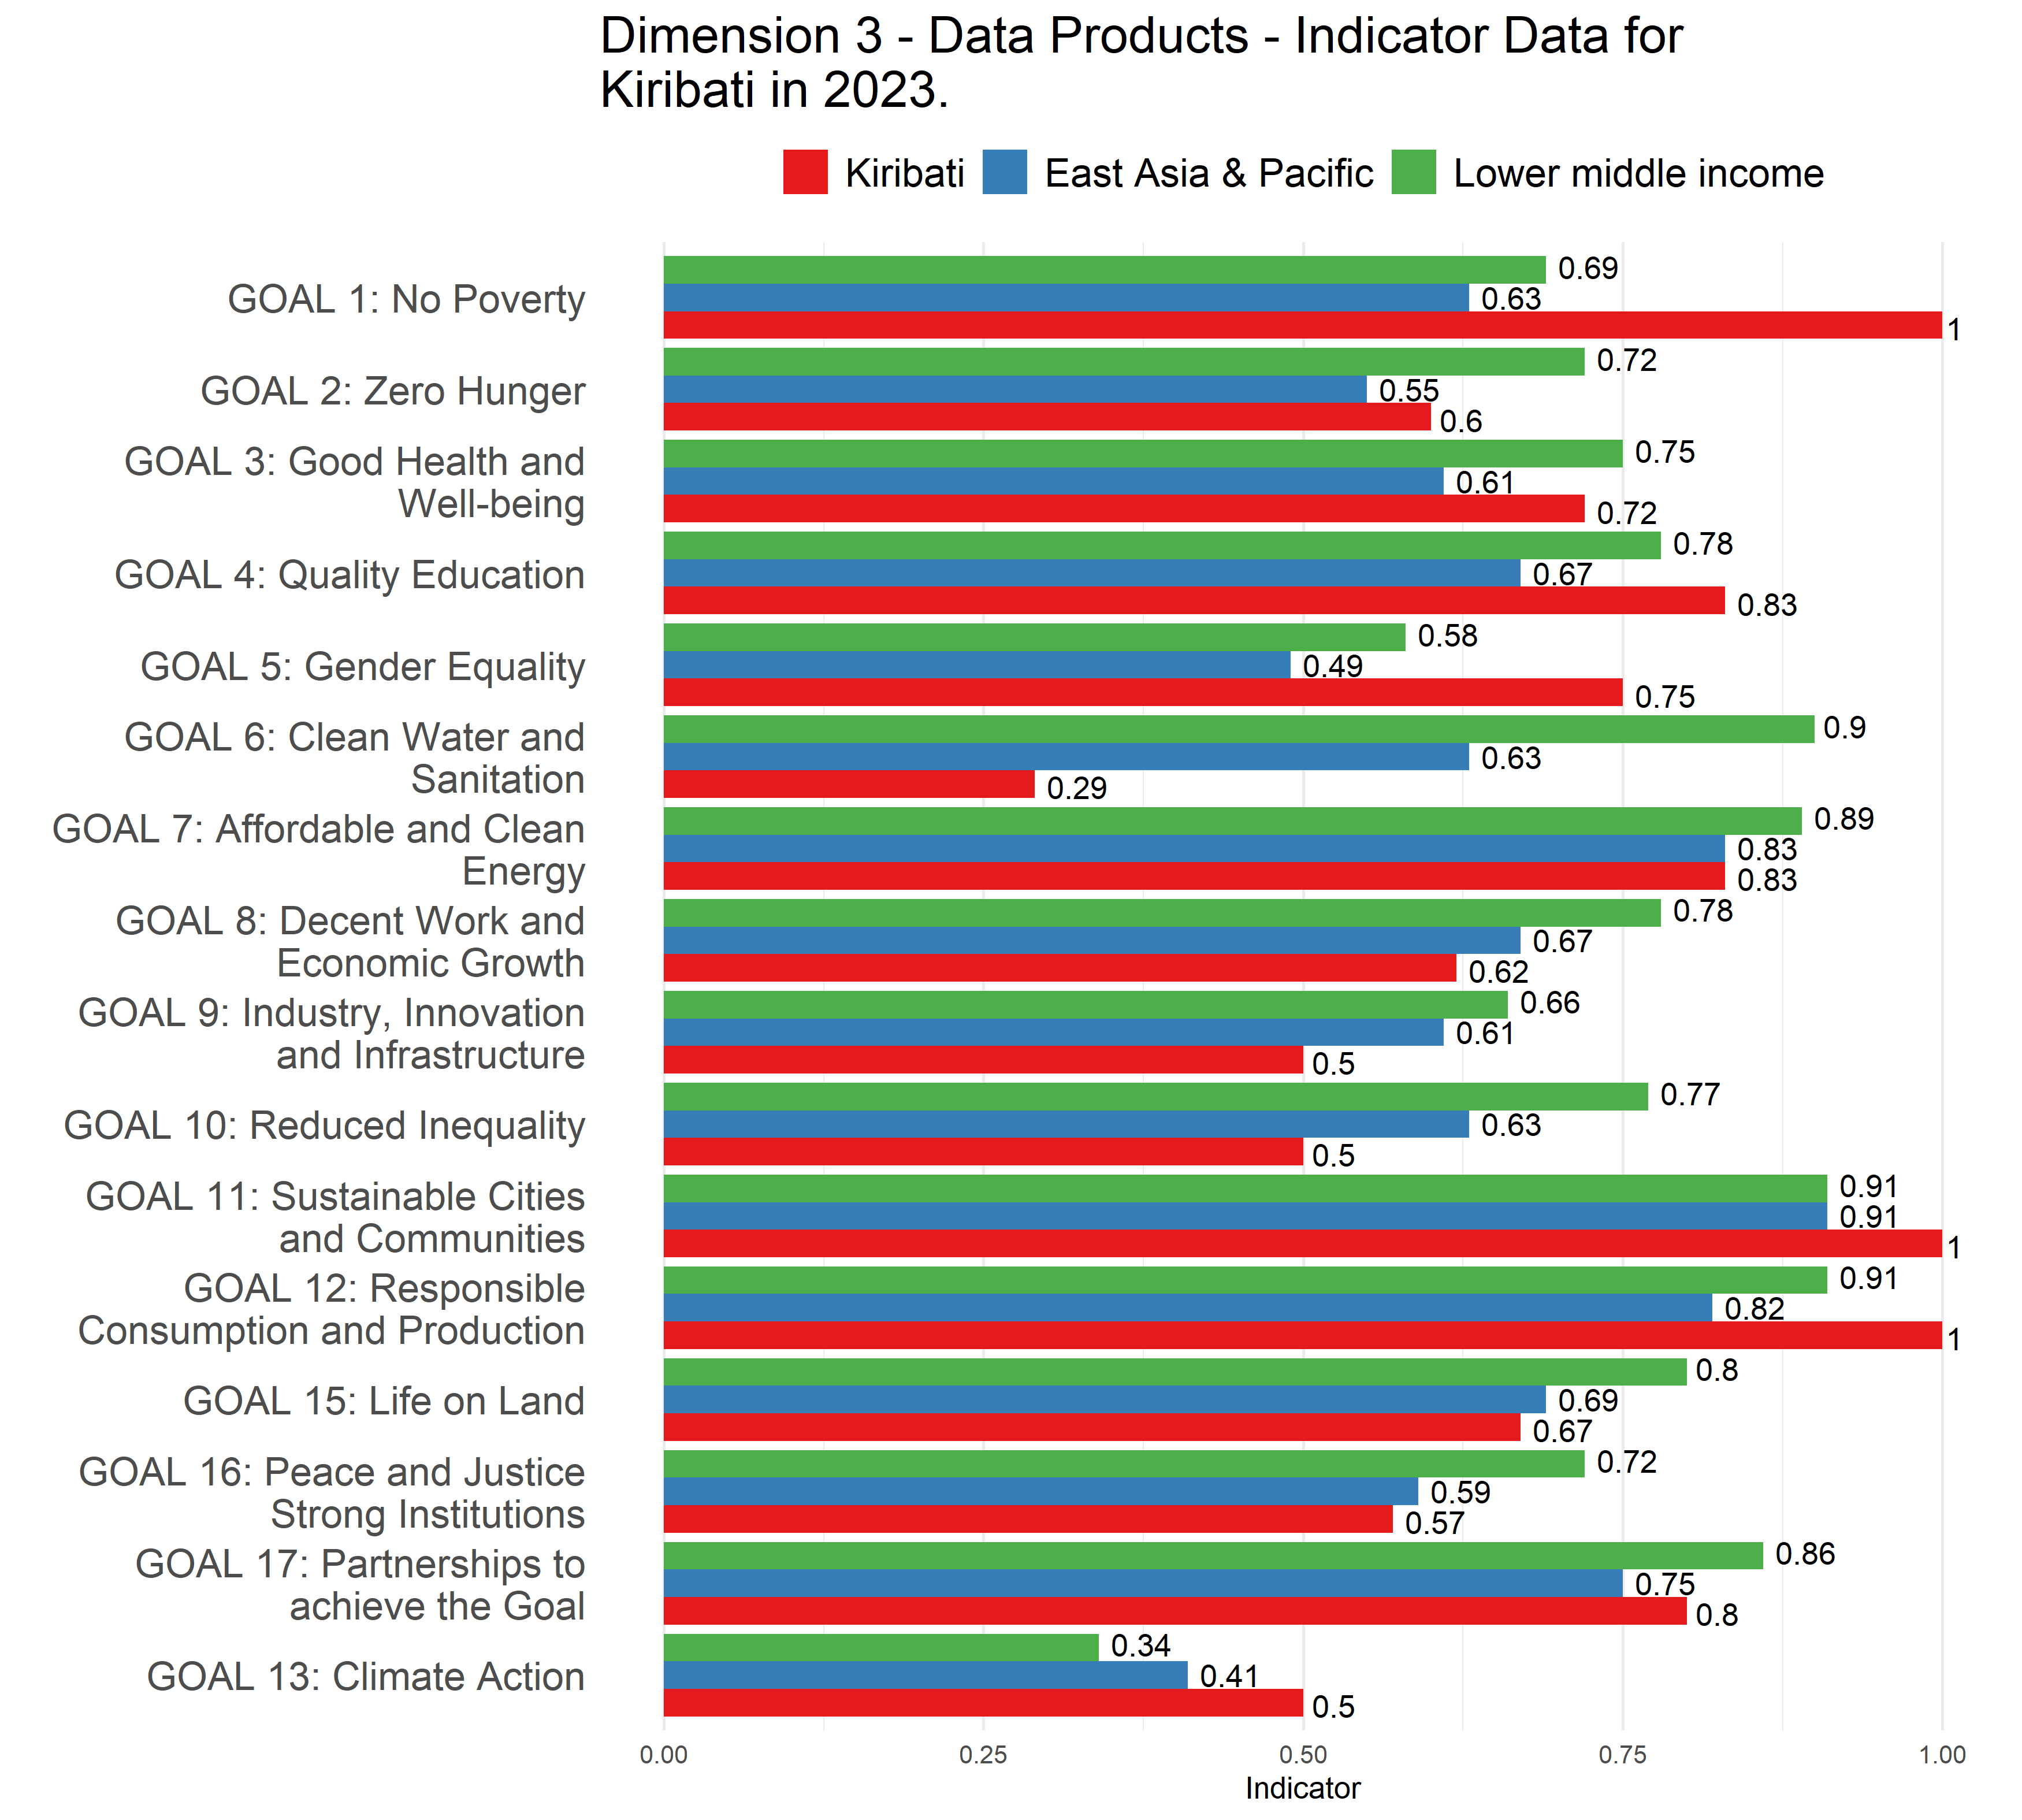 Dimension 3 - Data Products - Indicator Data for
Kiribati in 2023.
Kiribati East Asia & Pacific Lower middle income
GOAL 1: No Poverty
0.69
0.63
1
GOAL 2: Zero Hunger
0.72
0.55
0.6
GOAL 3: Good Health and
Well-being
0.75
0.61
0.72
GOAL 4: Quality Education
0.78
0.67
0.83
GOAL 5: Gender Equality
0.58
0.49
0.75
GOAL 6: Clean Water and
Sanitation
0.9
0.63
0.29
GOAL 7: Affordable and Clean
Energy
0.89
0.83
0.83
GOAL 8: Decent Work and
Economic Growth
0.78
0.67
0.62
GOAL 9: Industry, Innovation
and Infrastructure
0.66
0.61
0.5
GOAL 10: Reduced Inequality
0.77
0.63
0.5
GOAL 11: Sustainable Cities
and Communities
0.91
0.91
1
GOAL 12: Responsible
Consumption and Production
0.91
0.82
1
GOAL 15: Life on Land
0.8
0.69
0.67
GOAL 16: Peace and Justice
Strong Institutions
0.72
0.59
0.57
GOAL 17: Partnerships to
achieve the Goal
0.86
0.75
0.8
GOAL 13: Climate Action
0.34
0.41
0.5
0.00 0.25 0.50 0.75 1.00
Indicator